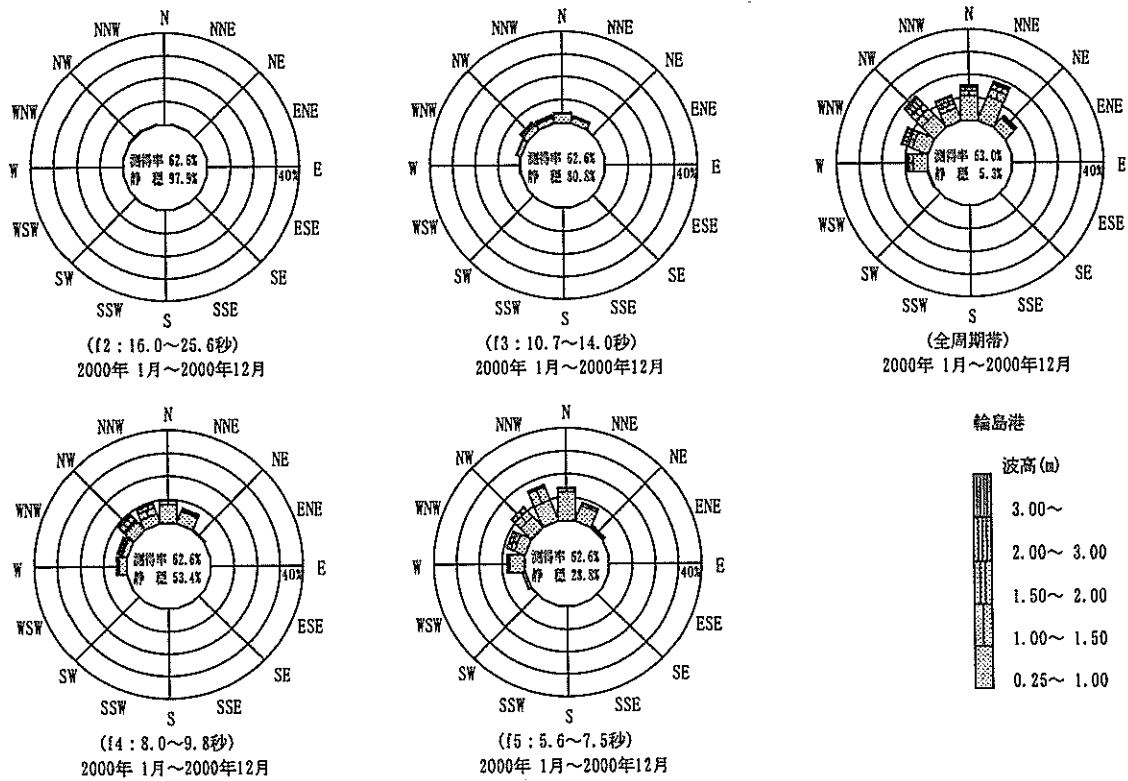 N
NNW
NNE
NW
NE
WNW
ENE
測得率 62.6%
静 穏 97.9%
W
40%
E
WSW
ESE
SW
SE
SSW
SSE
S
(f2:16.0~25.6秒)
2000年 1月~2000年12月
N
NNW
NNE
NW
NE
WNW
ENE
測得率 62.6%
静 穏 80.8%
W
40%
E
WSW
ESE
SW
SE
SSW
SSE
S
(f3:10.7~14.0秒)
2000年 1月~2000年12月
N
NNW
NNE
NW
NE
WNW
ENE
測得率 63.0%
静 穏 5.3%
W
40%
E
WSW
ESE
SW
SE
SSW
SSE
S
(全周期帯)
2000年 1月~2000年12月
N
NNW
NNE
NW
NE
WNW
ENE
測得率 62.6%
静 穏 53.4%
W
40%
E
WSW
ESE
SW
SE
SSW
SSE
S
(f4:8.0~9.8秒)
2000年 1月~2000年12月
N
NNW
NNE
NW
NE
WNW
ENE
測得率 62.6%
静 穏 23.8%
W
40%
E
WSW
ESE
SW
SE
SSW
SSE
S
(f5:5.6~7.5秒)
2000年 1月~2000年12月
輪島港
波高(m)
3.00~
2.00~ 3.00
1.50~ 2.00
1.00~ 1.50
0.25~ 1.00